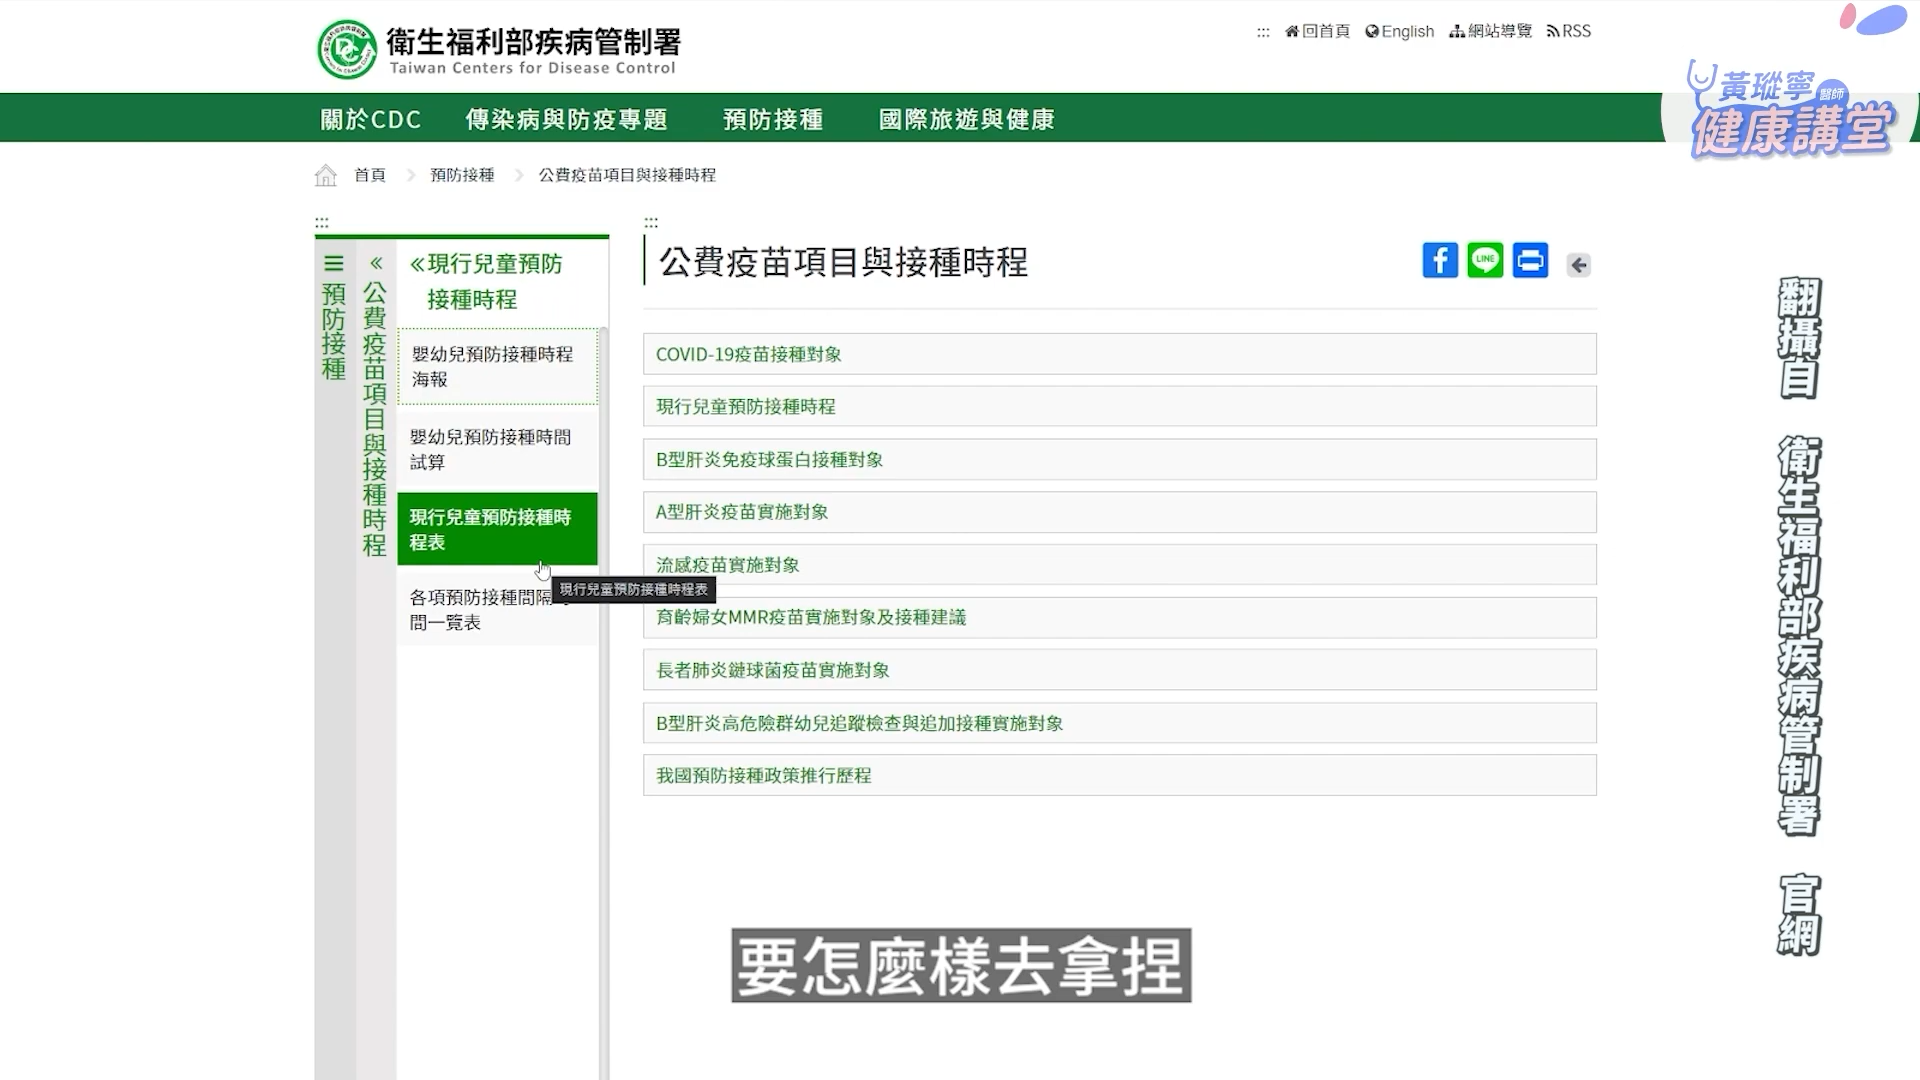 衛生福利部疾病管制署
Taiwan Centers for Disease Control
回首頁 English 網站導覽 RSS
黃瑽寧醫師
健康講堂
關於CDC 傳染病與防疫專題 預防接種 國際旅遊與健康
首頁 預防接種 公費疫苗項目與接種時程
預防接種
公費疫苗項目與接種時程
«現行兒童預防
接種時程
嬰幼兒預防接種時程
海報
嬰幼兒預防接種時間
試算
現行兒童預防接種時
程表
現行兒童預防接種時程表
各項預防接種間隔
間一覽表
公費疫苗項目與接種時程
LINE
COVID-19疫苗接種對象
現行兒童預防接種時程
B型肝炎免疫球蛋白接種對象
A型肝炎疫苗實施對象
流感疫苗實施對象
育齡婦女MMR疫苗實施對象及接種建議
長者肺炎鏈球菌疫苗實施對象
B型肝炎高危險群幼兒追蹤檢查與追加接種實施對象
我國預防接種政策推行歷程
翻攝自 衛生福利部疾病管制署 官網
要怎麼樣去拿捏